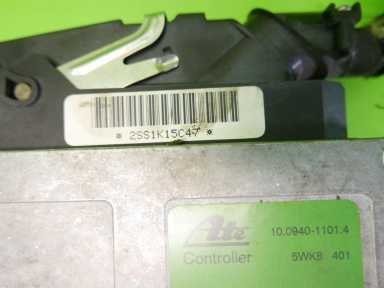 * 2SS1K15C47 *
Ate 10.0940-1101.4
Controller 5WK8 401